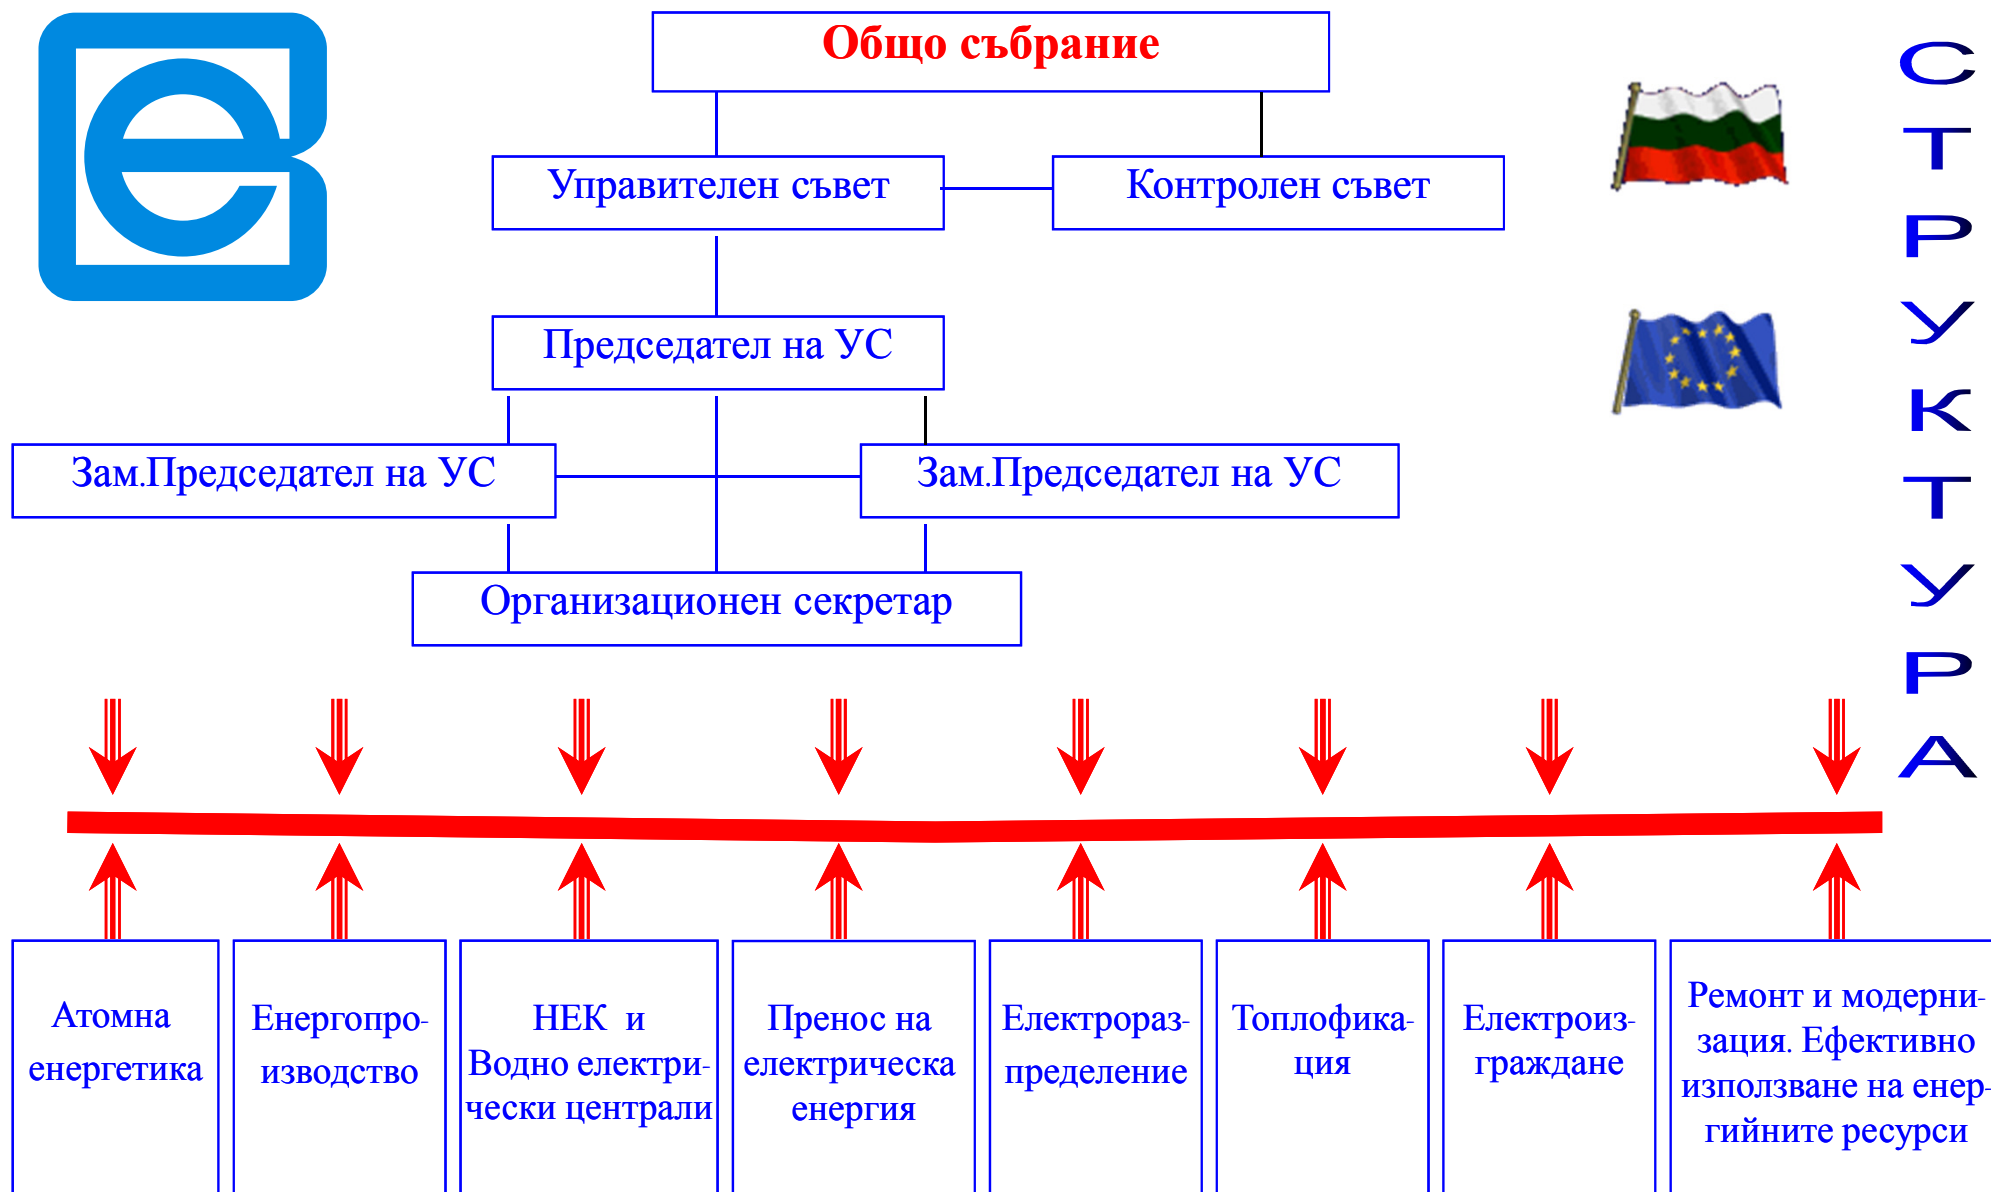 Общо събрание
Управителен съвет
Контролен съвет
Председател на УС
Зам.Председател на УС
Зам.Председател на УС
Организационен секретар
СТРУКТУРА
Атомна
енергетика
Енергопро-
изводство
НЕК и
Водно електри-
чески централи
Пренос на
електрическа
енергия
Електрораз-
пределение
Топлофика-
ция
Електроиз-
граждане
Ремонт и модерни-
зация. Ефективно
използване на енер-
гийните ресурси